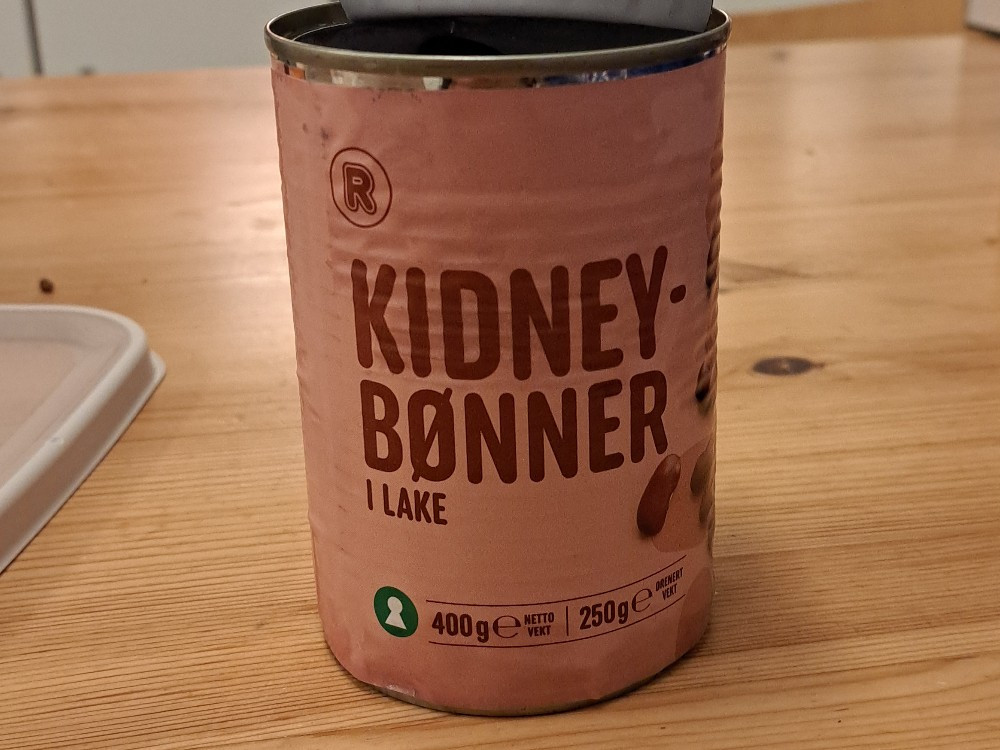 R
KIDNEY-
BØNNER
I LAKE
400g℮ NETTO VEKT | 250g℮ DRENERT VEKT